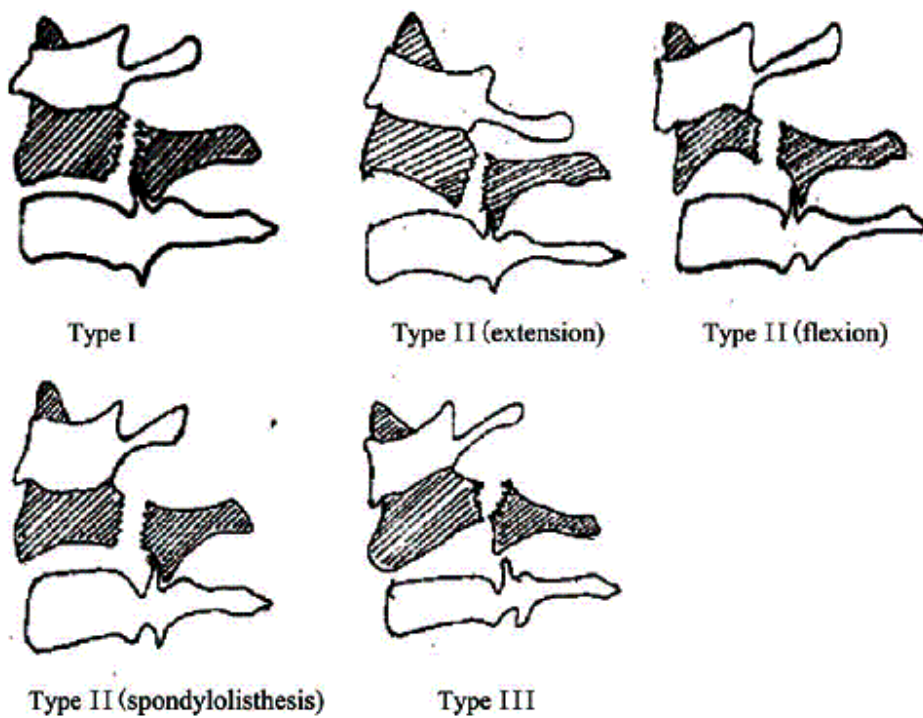 Type I
Type II (extension)
Type II (flexion)
Type II (spondylolisthesis)
Type III